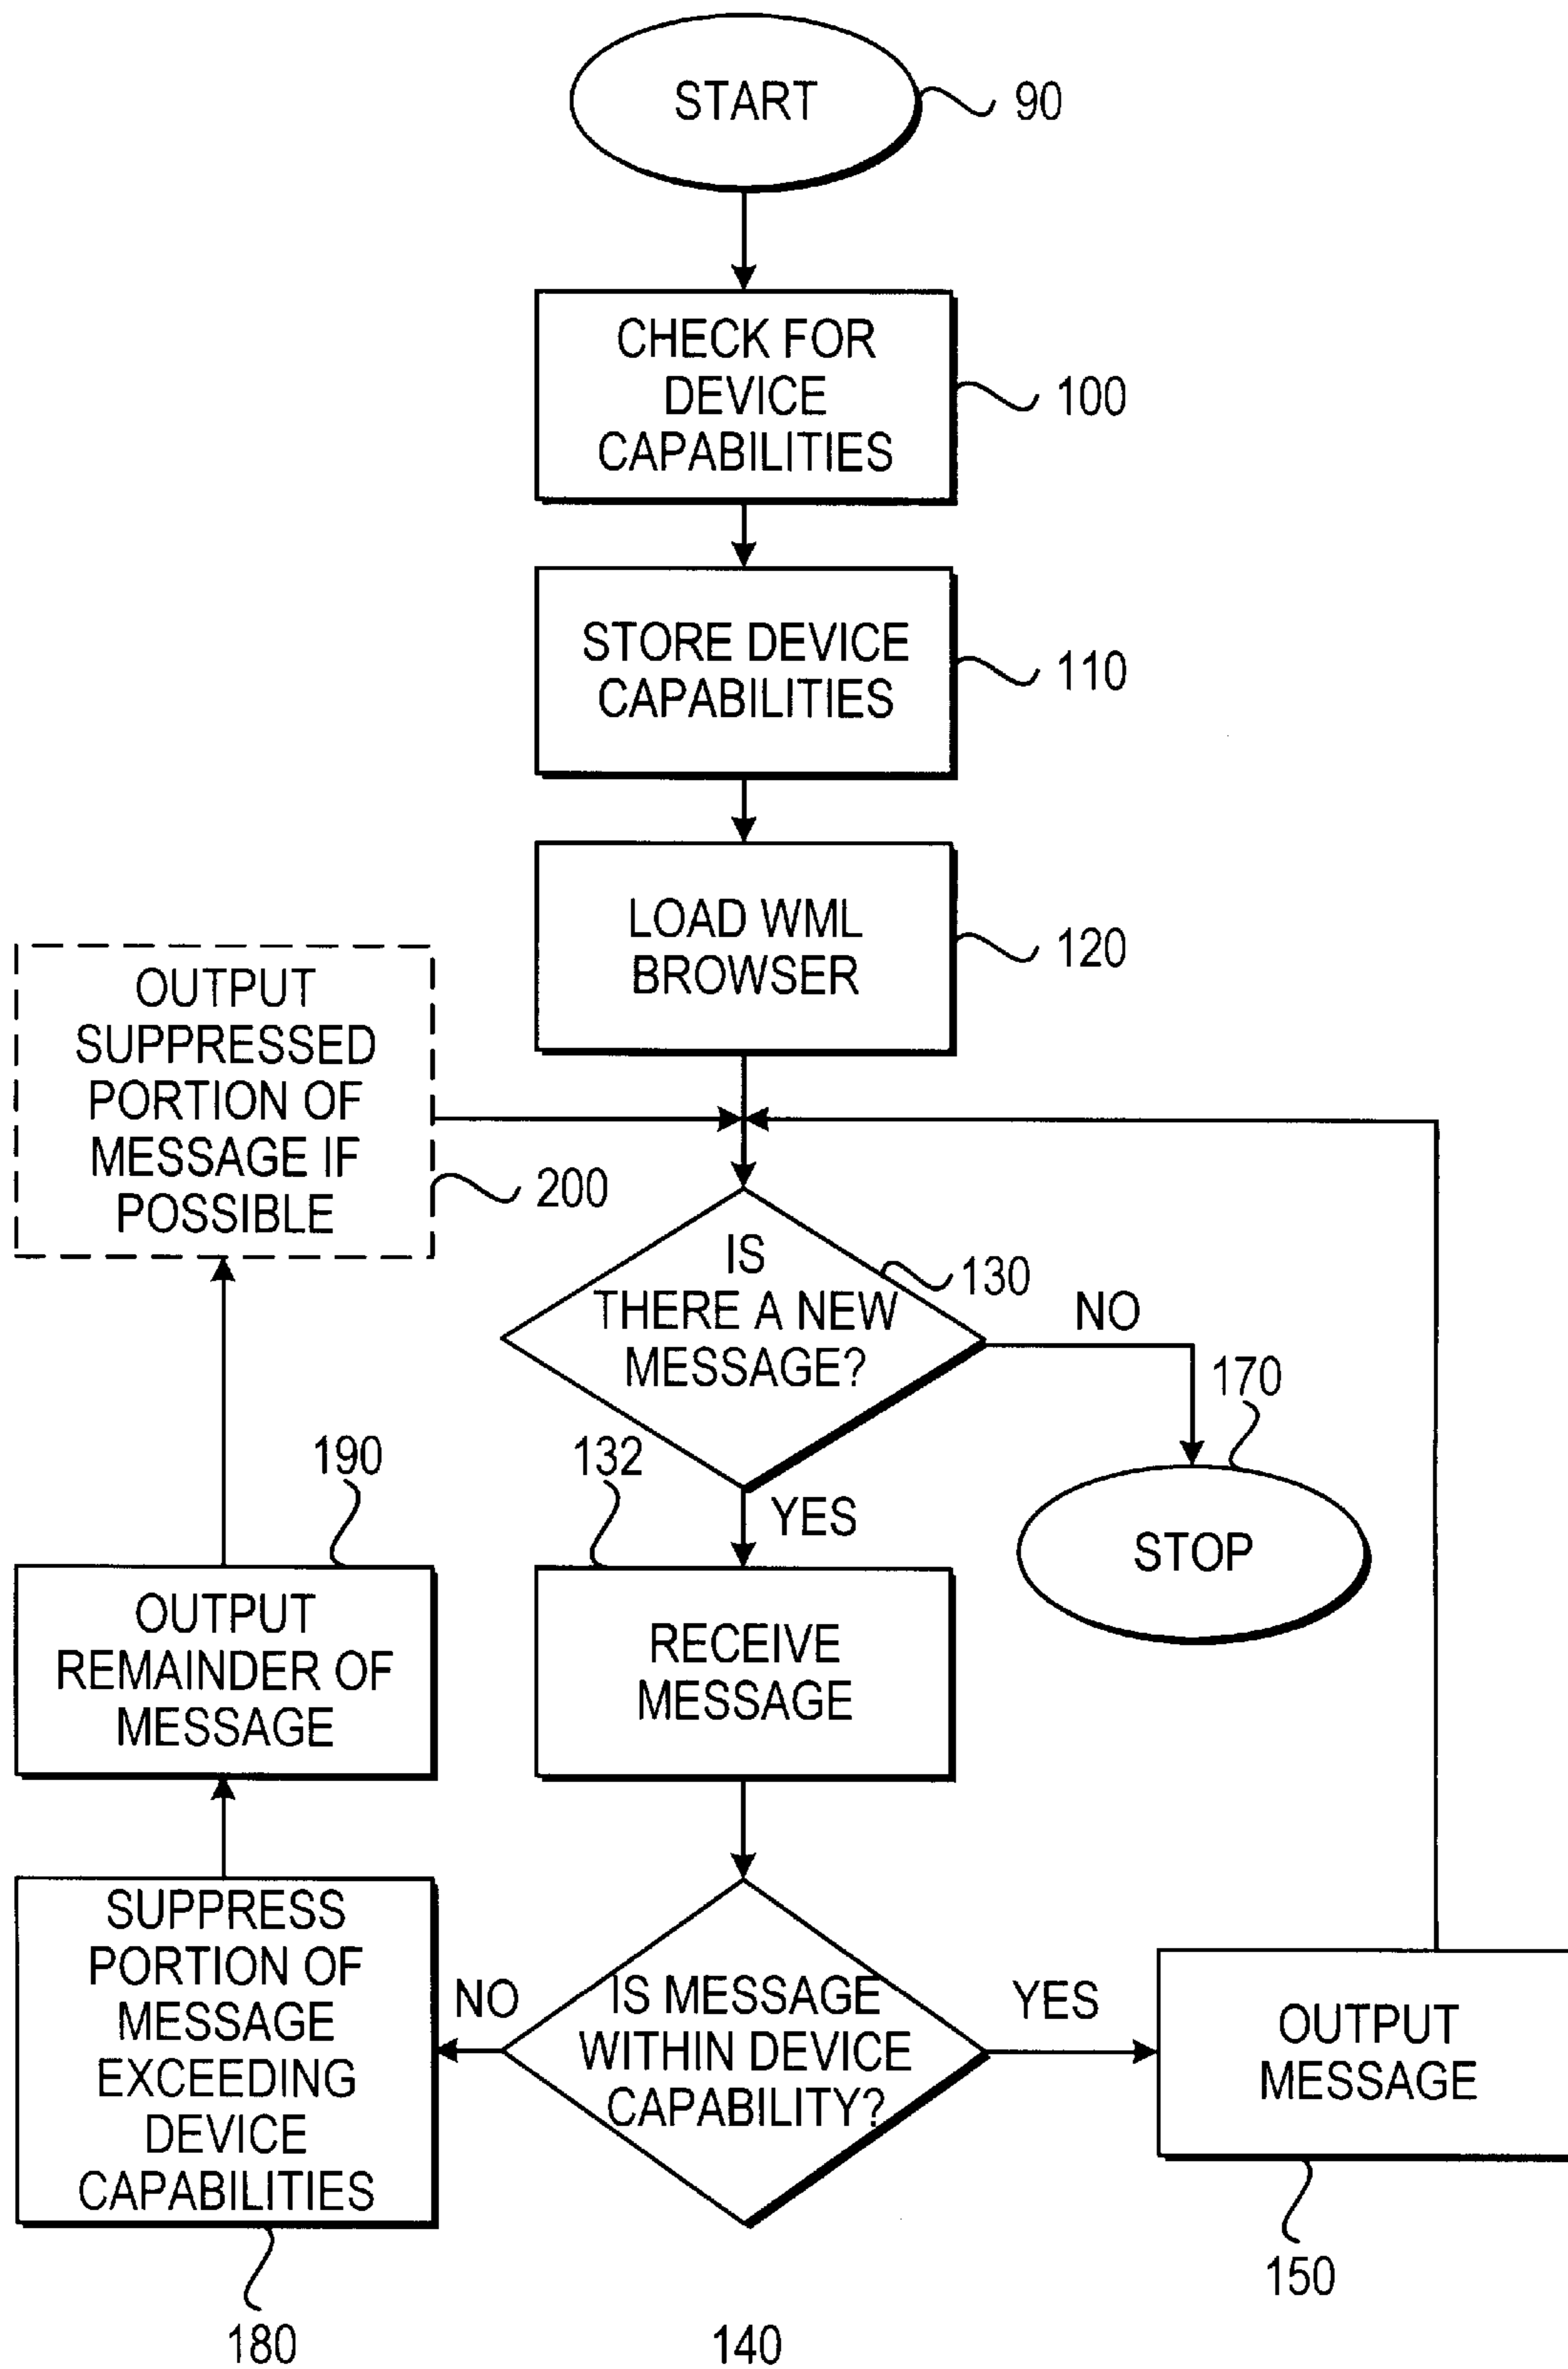 START
90
CHECK FOR
DEVICE
CAPABILITIES
100
STORE DEVICE
CAPABILITIES
110
LOAD WML
BROWSER
120
OUTPUT
SUPPRESSED
PORTION OF
MESSAGE IF
POSSIBLE
200
IS
THERE A NEW
MESSAGE?
130
NO
170
STOP
YES
132
RECEIVE
MESSAGE
190
OUTPUT
REMAINDER OF
MESSAGE
IS MESSAGE
WITHIN DEVICE
CAPABILITY?
140
NO
SUPPRESS
PORTION OF
MESSAGE
EXCEEDING
DEVICE
CAPABILITIES
180
YES
OUTPUT
MESSAGE
150